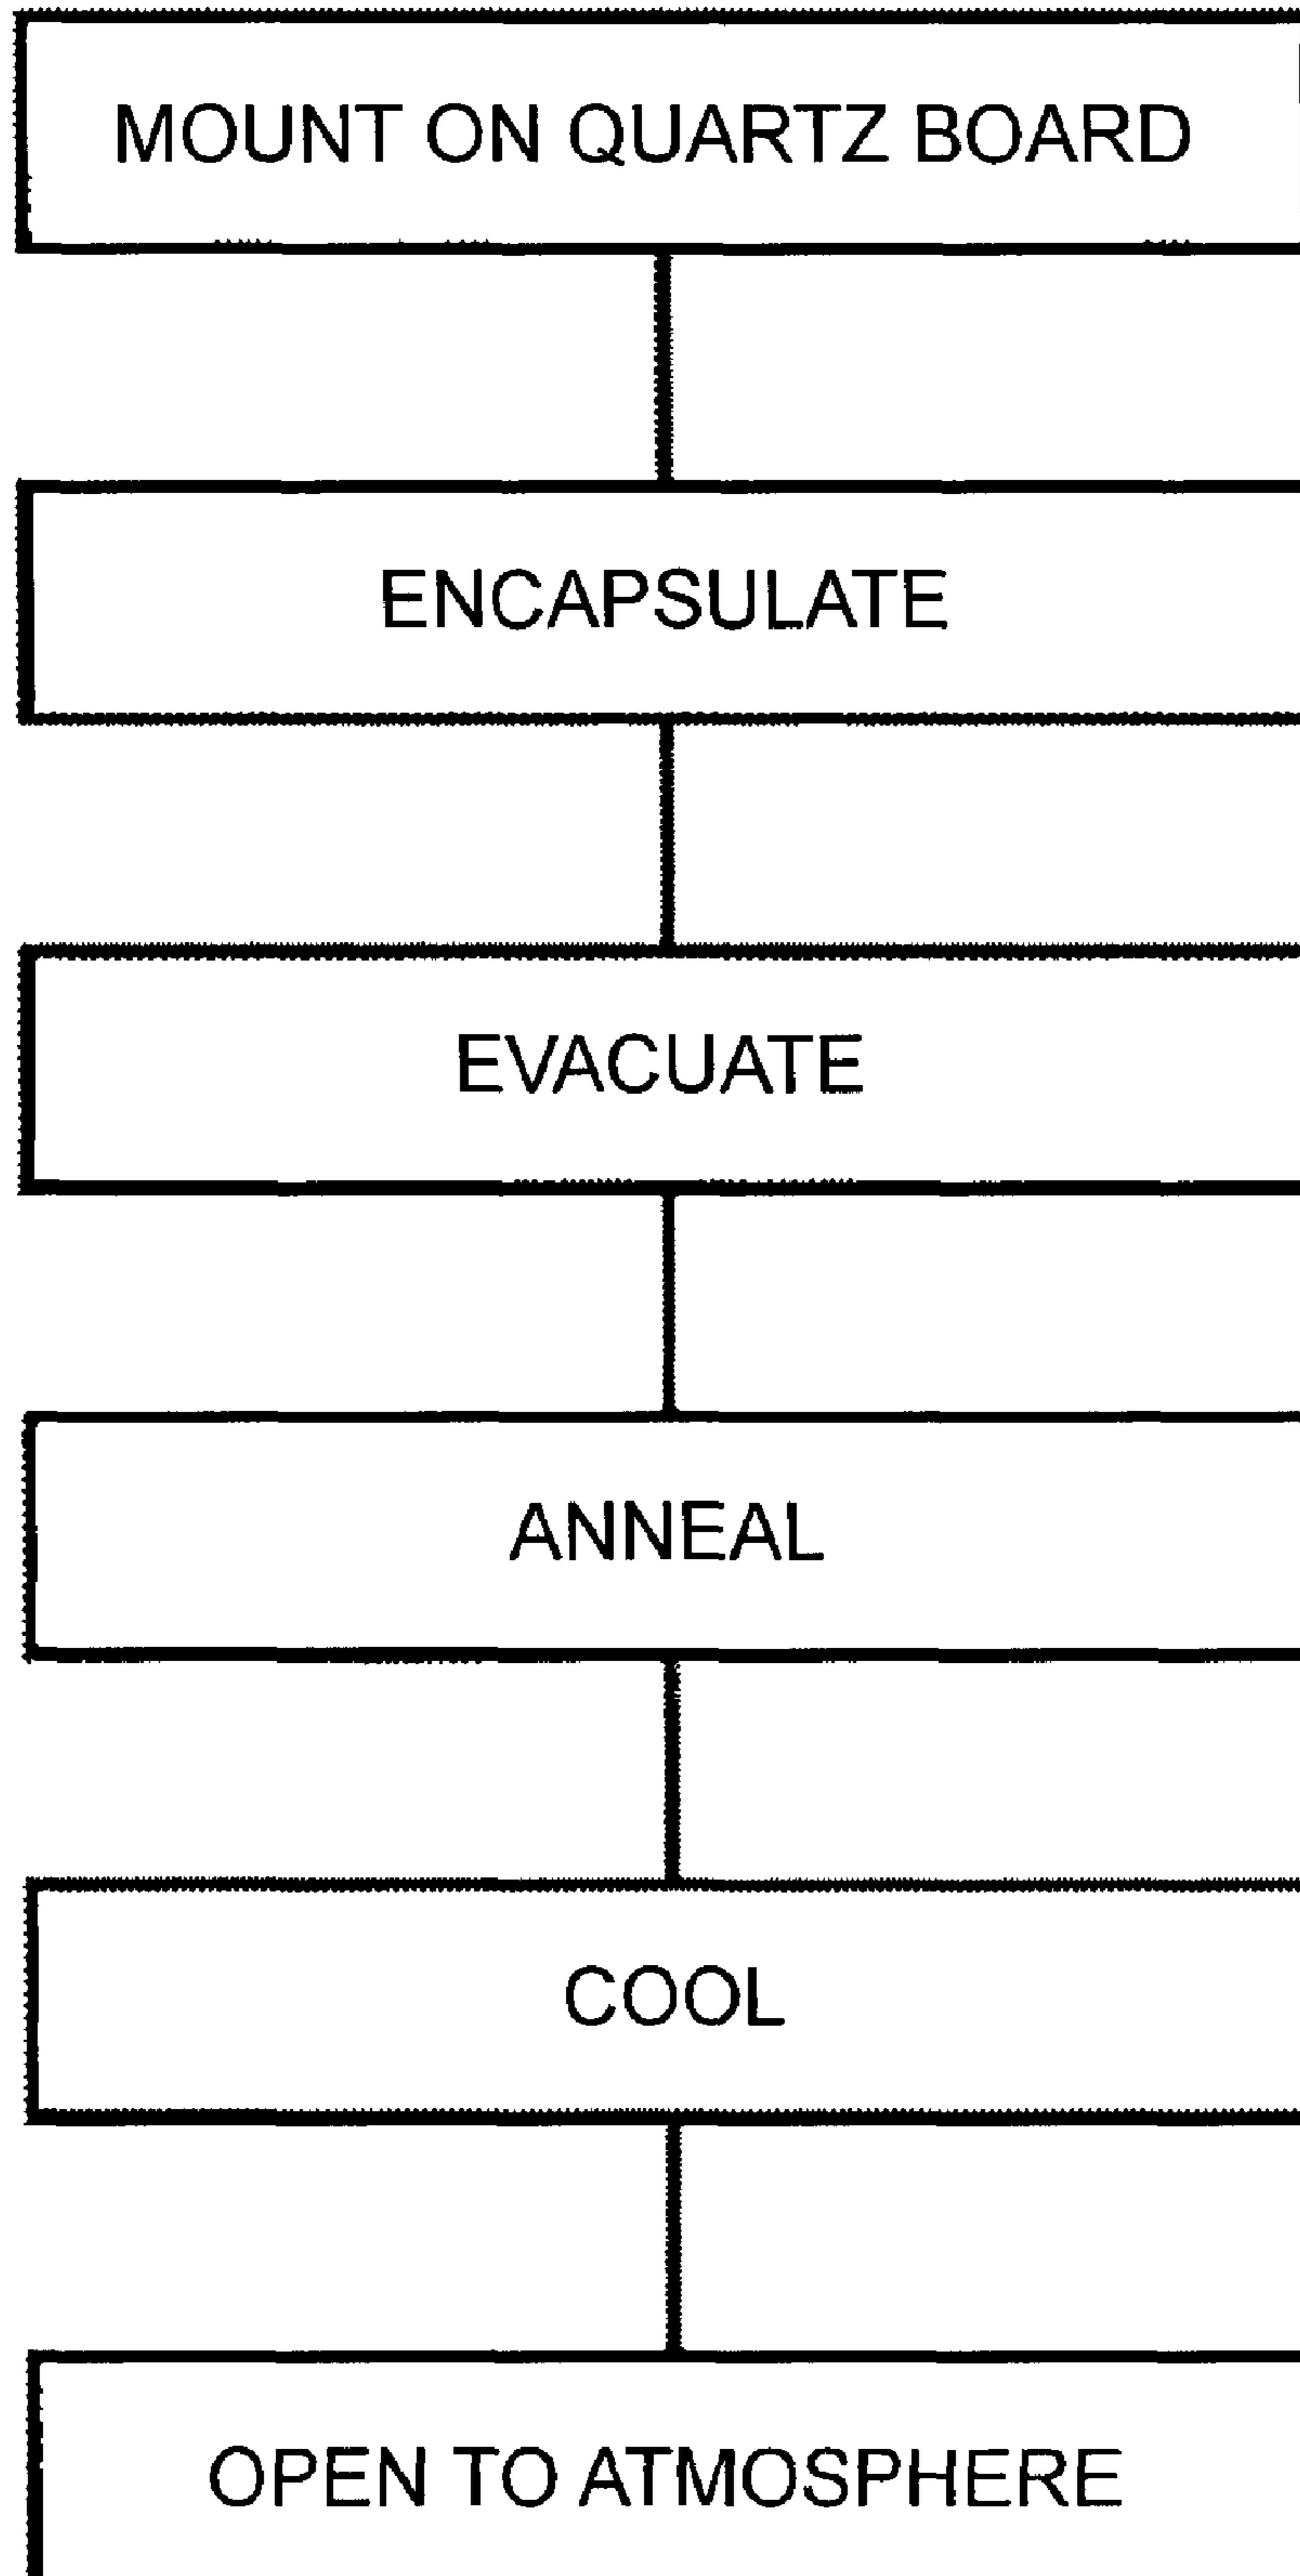 MOUNT ON QUARTZ BOARD
ENCAPSULATE
EVACUATE
ANNEAL
COOL
OPEN TO ATMOSPHERE